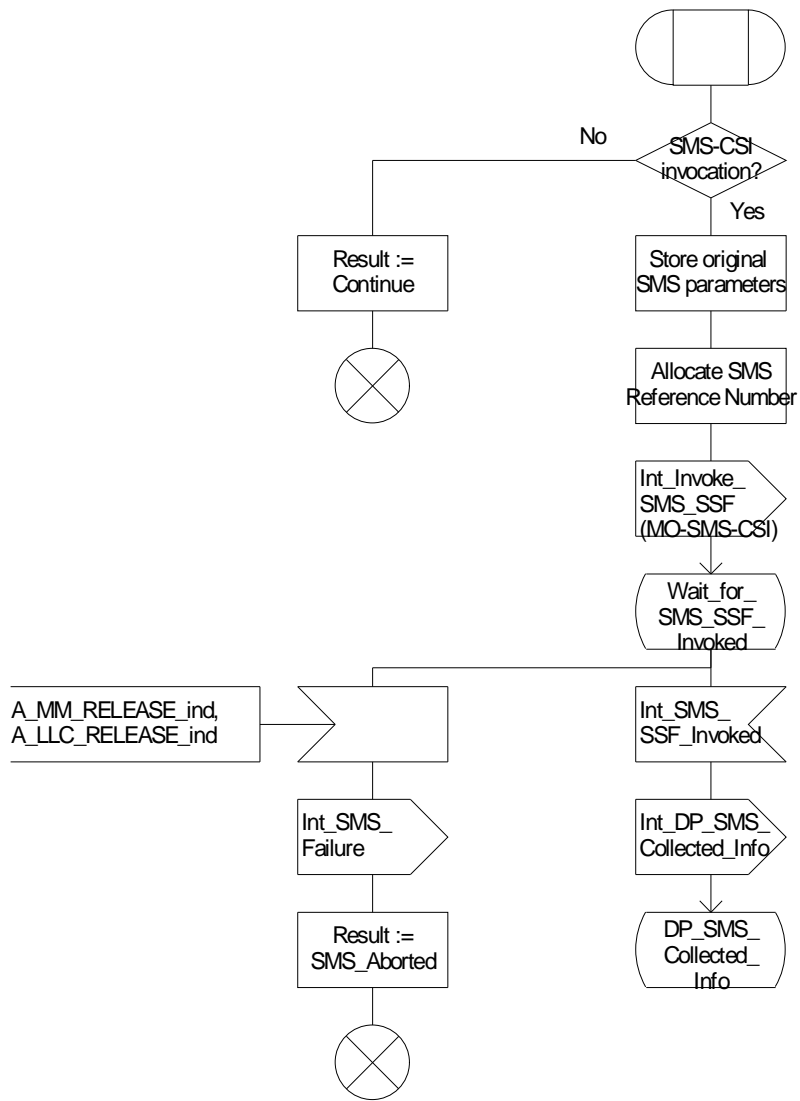 No
SMS-CSI
invocation?
Yes
Result :=
Continue
Store original
SMS parameters
Allocate SMS
Reference Number
Int_Invoke_
SMS_SSF
(MO-SMS-CSI)
Wait_for_
SMS_SSF_
Invoked
A_MM_RELEASE_ind,
A_LLC_RELEASE_ind
Int_SMS_
SSF_Invoked
Int_SMS_
Failure
Int_DP_SMS_
Collected_Info
Result :=
SMS_Aborted
DP_SMS_
Collected_
Info